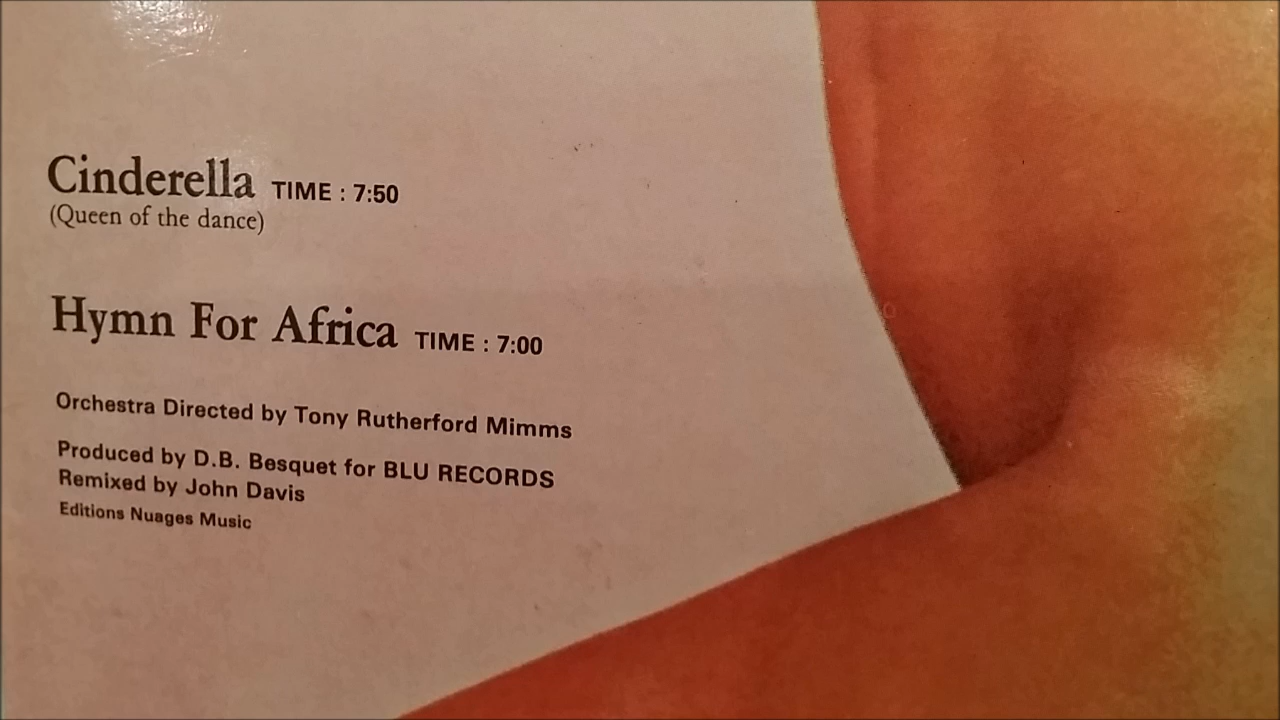 Cinderella TIME : 7:50
(Queen of the dance)
Hymn For Africa TIME : 7:00
Orchestra Directed by Tony Rutherford Mimms
Produced by D.B. Besquet for BLU RECORDS
Remixed by John Davis
Editions Nuages Music